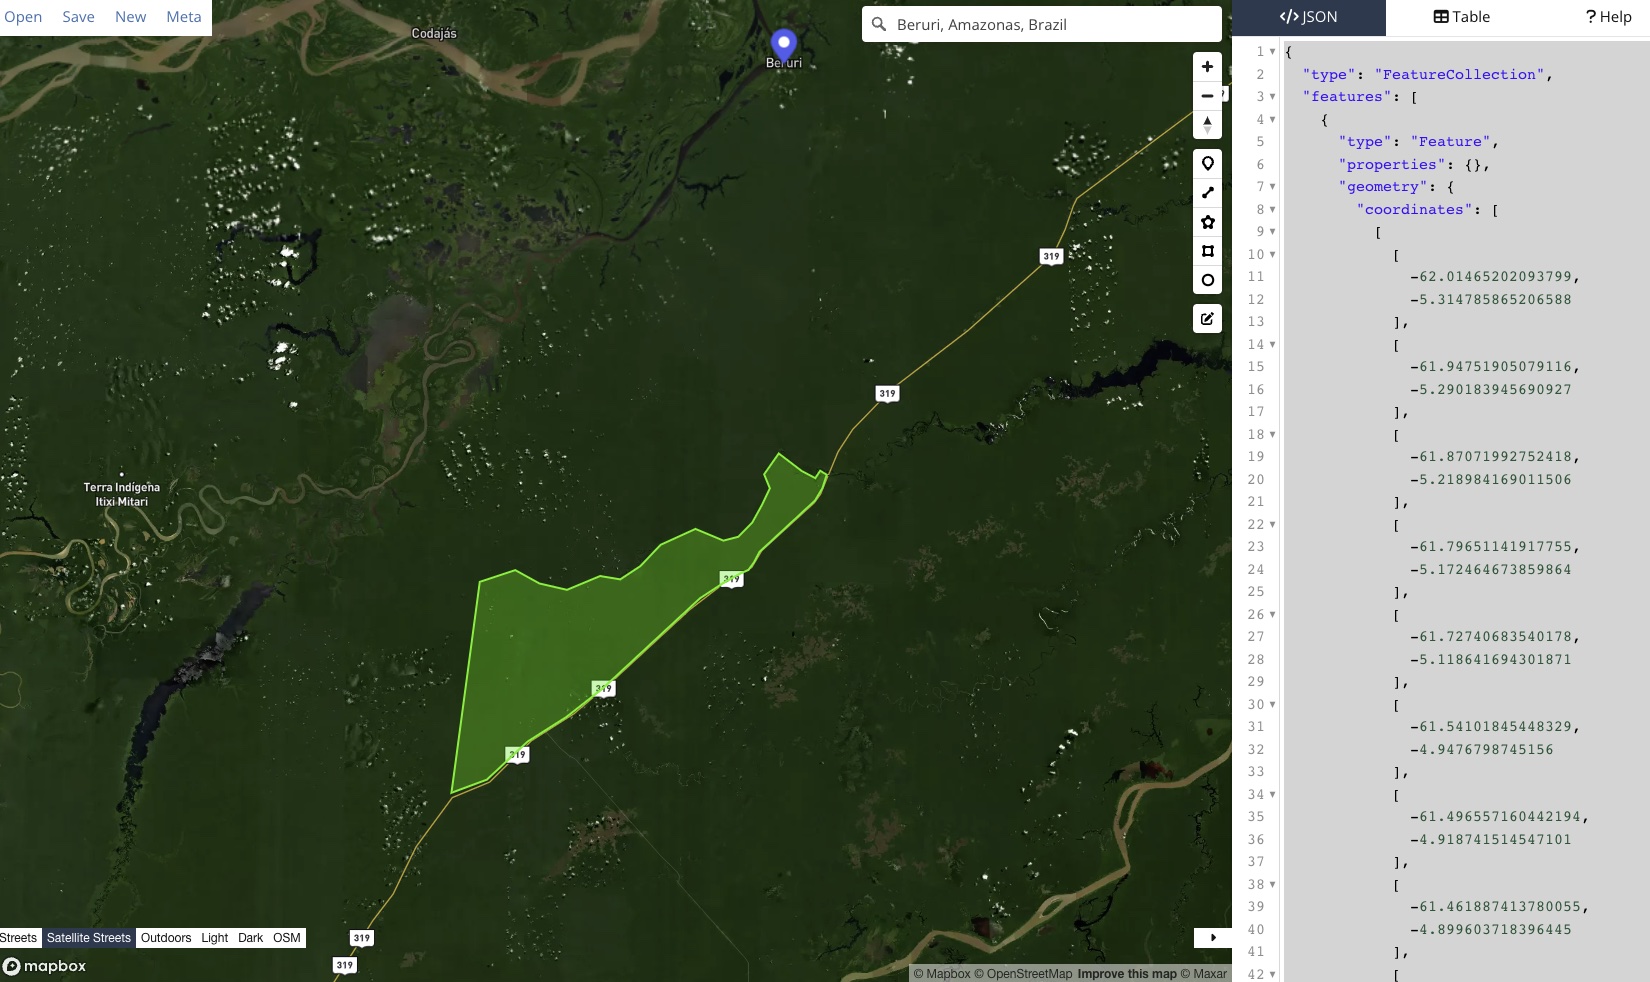 Open Save New Meta
Codajás
Beruri
Beruri, Amazonas, Brazil
319
319
Terra Indígena
Itixi Mitari
319
319
319
319
319
Streets Satellite Streets Outdoors Light Dark OSM
mapbox
© Mapbox © OpenStreetMap Improve this map © Maxar
</> JSON Table ? Help
1 {
2 "type": "FeatureCollection",
3 "features": [
4 {
5 "type": "Feature",
6 "properties": {},
7 "geometry": {
8 "coordinates": [
9 [
10 [
11 -62.01465202093799,
12 -5.314785865206588
13 ],
14 [
15 -61.94751905079116,
16 -5.290183945690927
17 ],
18 [
19 -61.87071992752418,
20 -5.218984169011506
21 ],
22 [
23 -61.79651141917755,
24 -5.172464673859864
25 ],
26 [
27 -61.72740683540178,
28 -5.118641694301871
29 ],
30 [
31 -61.54101845448329,
32 -4.9476798745156
33 ],
34 [
35 -61.496557160442194,
36 -4.918741514547101
37 ],
38 [
39 -61.461887413780055,
40 -4.899603718396445
41 ],
42 [